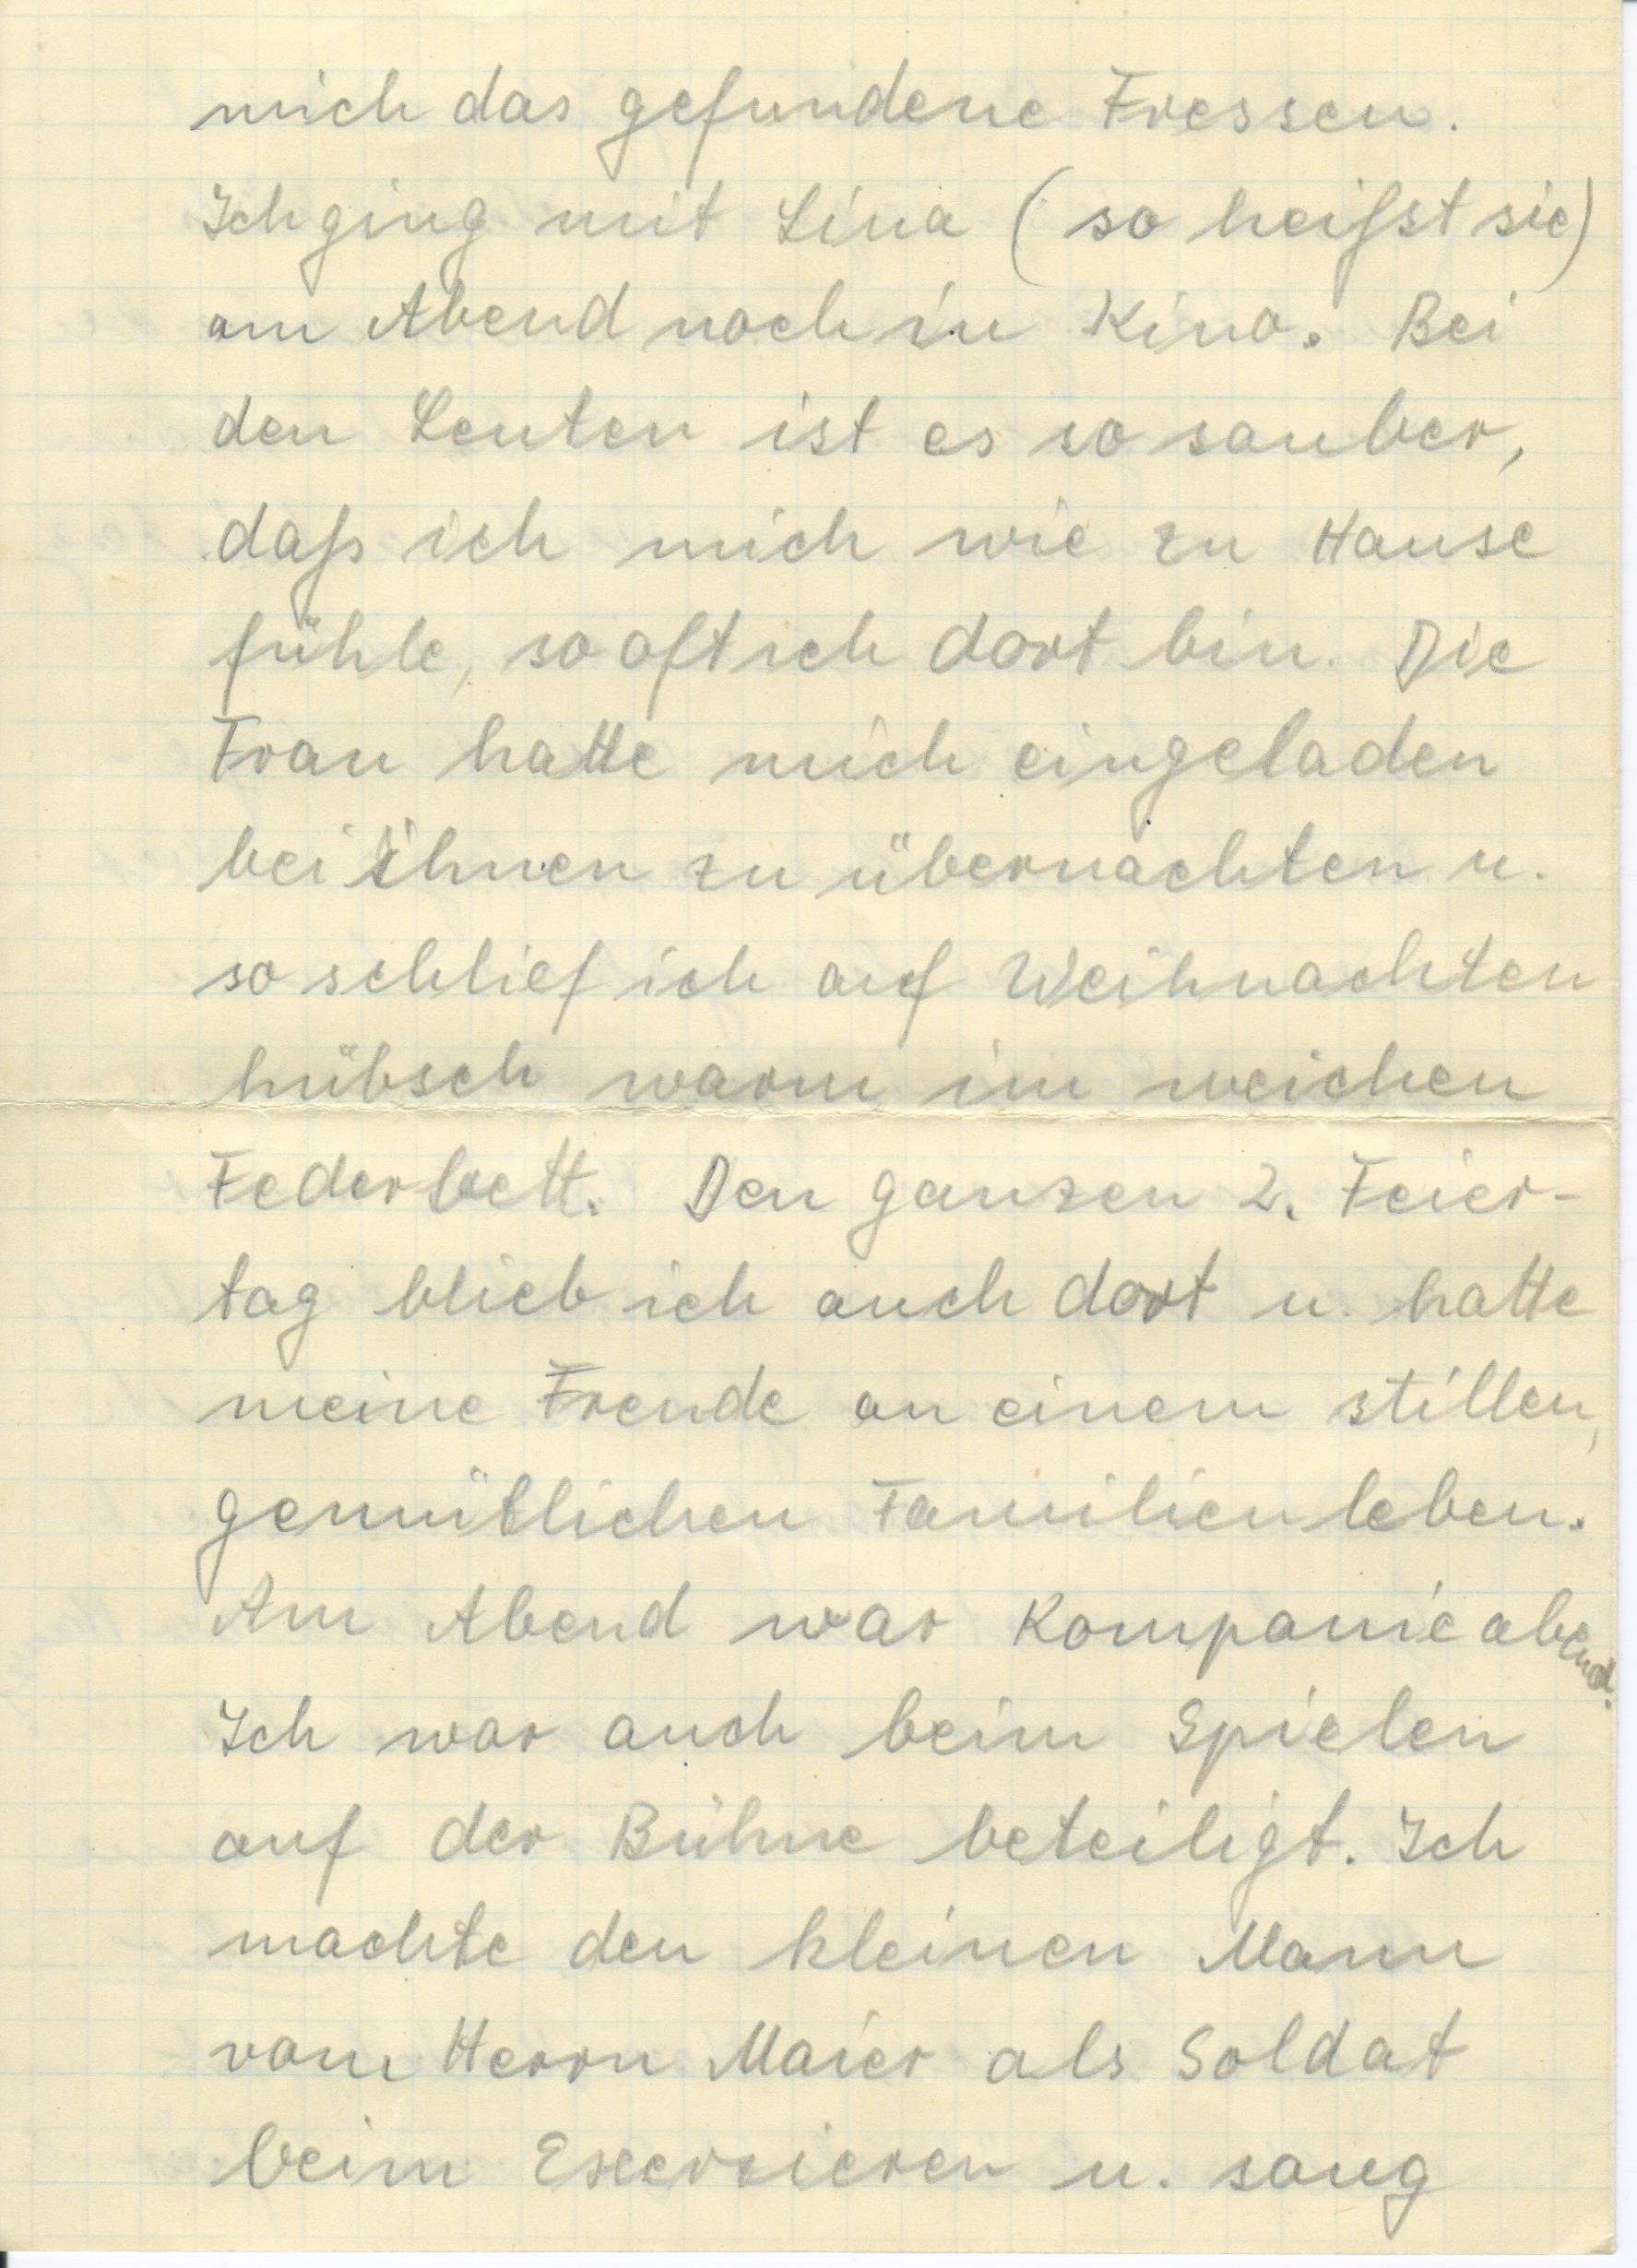 mich das gefundene Fressen.
Ich ging mit Lina (so heißt sie)
am Abend noch in Kino. Bei
den Leuten ist es so sauber,
daß ich mich wie zu Hause
fühle, so oft ich dort bin. Die
Frau hatte mich eingeladen
bei ihnen zu übernachten u.
so schlief ich auf Weihnachten
hübsch warm im weichen
Federbett. Den ganzen 2. Feier-
tag blieb ich auch dort u. hatte
meine Freude an einem stillen,
gemütlichen Familienleben.
Am Abend war Kompanieabend.
Ich war auch beim Spielen
auf der Bühne beteiligt. Ich
machte den kleinen Mann
vom Herrn Maier als Soldat
beim Exerzieren u. sang